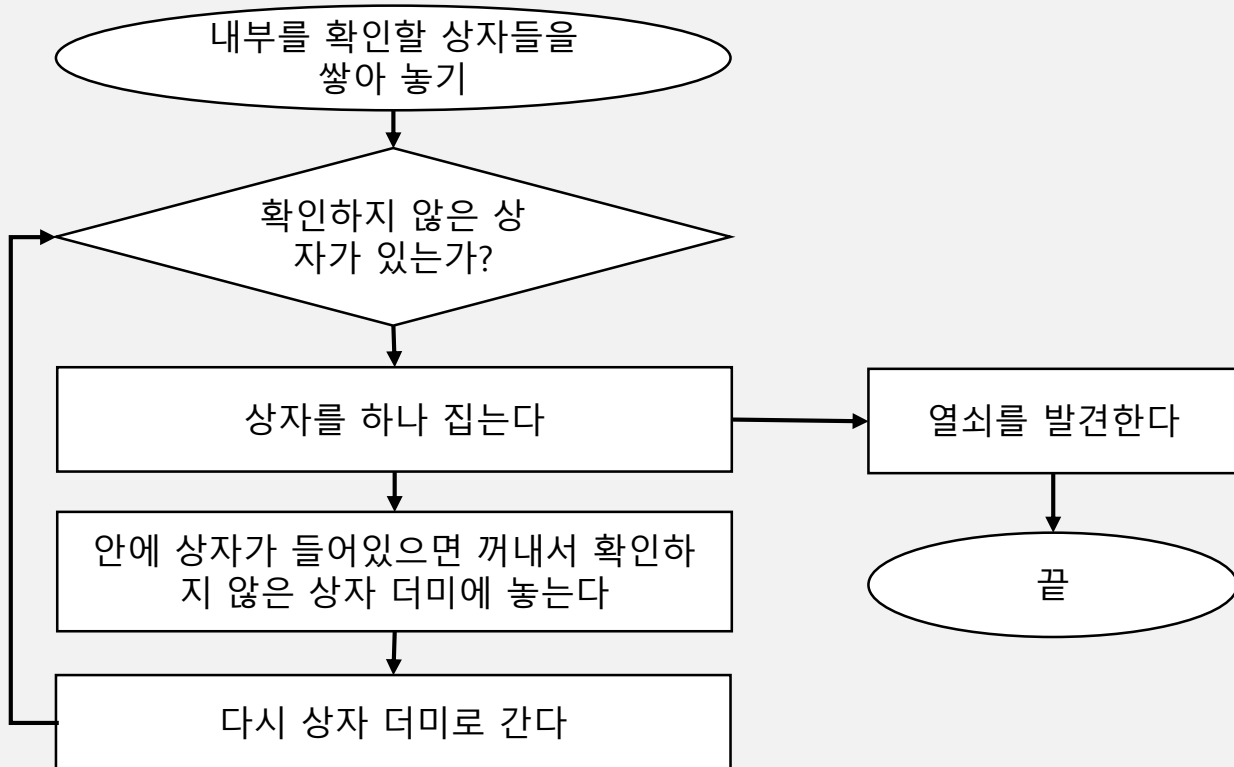 내부를 확인할 상자들을
쌓아 놓기
확인하지 않은 상
자가 있는가?
상자를 하나 집는다
열쇠를 발견한다
안에 상자가 들어있으면 꺼내서 확인하
지 않은 상자 더미에 놓는다
끝
다시 상자 더미로 간다